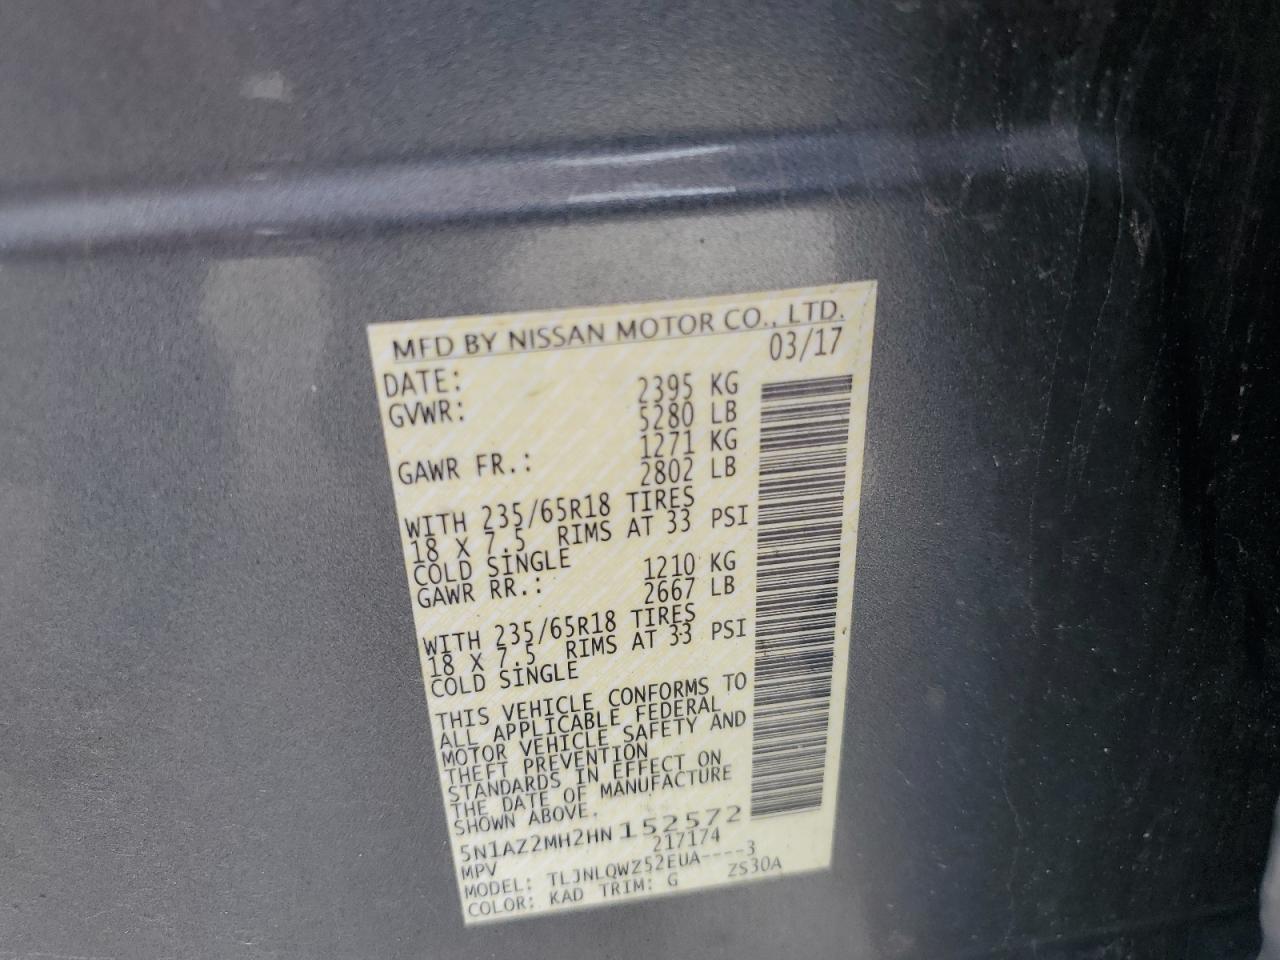 MFD BY NISSAN MOTOR CO., LTD.
DATE: 03/17
GVWR: 2395 KG
5280 LB
GAWR FR.: 1271 KG
2802 LB
WITH 235/65R18 TIRES
18 X 7.5 RIMS AT 33 PSI
COLD SINGLE
GAWR RR.: 1210 KG
2667 LB
WITH 235/65R18 TIRES
18 X 7.5 RIMS AT 33 PSI
COLD SINGLE
THIS VEHICLE CONFORMS TO
ALL APPLICABLE FEDERAL
MOTOR VEHICLE SAFETY AND
THEFT PREVENTION
STANDARDS IN EFFECT ON
THE DATE OF MANUFACTURE
SHOWN ABOVE.
5N1AZ2MH2HN152572
MPV 217174
MODEL: TLJNLQWZ52EUA----3
COLOR: KAD TRIM: G ZS30A